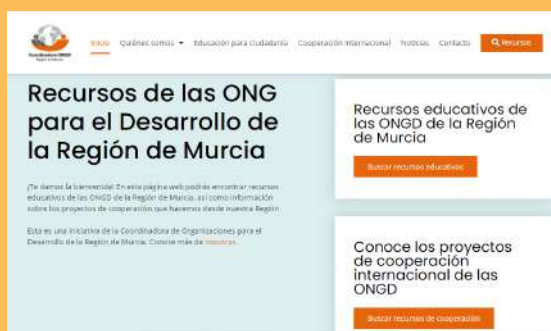 Coordinadora ONGD
Inicio Quiénes somos Educación para ciudadanía Cooperación internacional Noticias Contacto Recursos
Recursos de las ONG
para el Desarrollo de
la Región de Murcia
¡Te damos la bienvenida! En esta página web podrás encontrar recursos
educativos de las ONGD de la Región de Murcia, así como información
sobre los proyectos de cooperación que hacemos desde nuestra Región
Esta es una iniciativa de la Coordinadora de Organizaciones para el
Desarrollo de la Región de Murcia. Conoce más de nosotras.
Recursos educativos de
las ONGD de la Región
de Murcia
Buscar recursos educativos
Conoce los proyectos
de cooperación
internacional de las
ONGD
Buscar recursos de cooperación